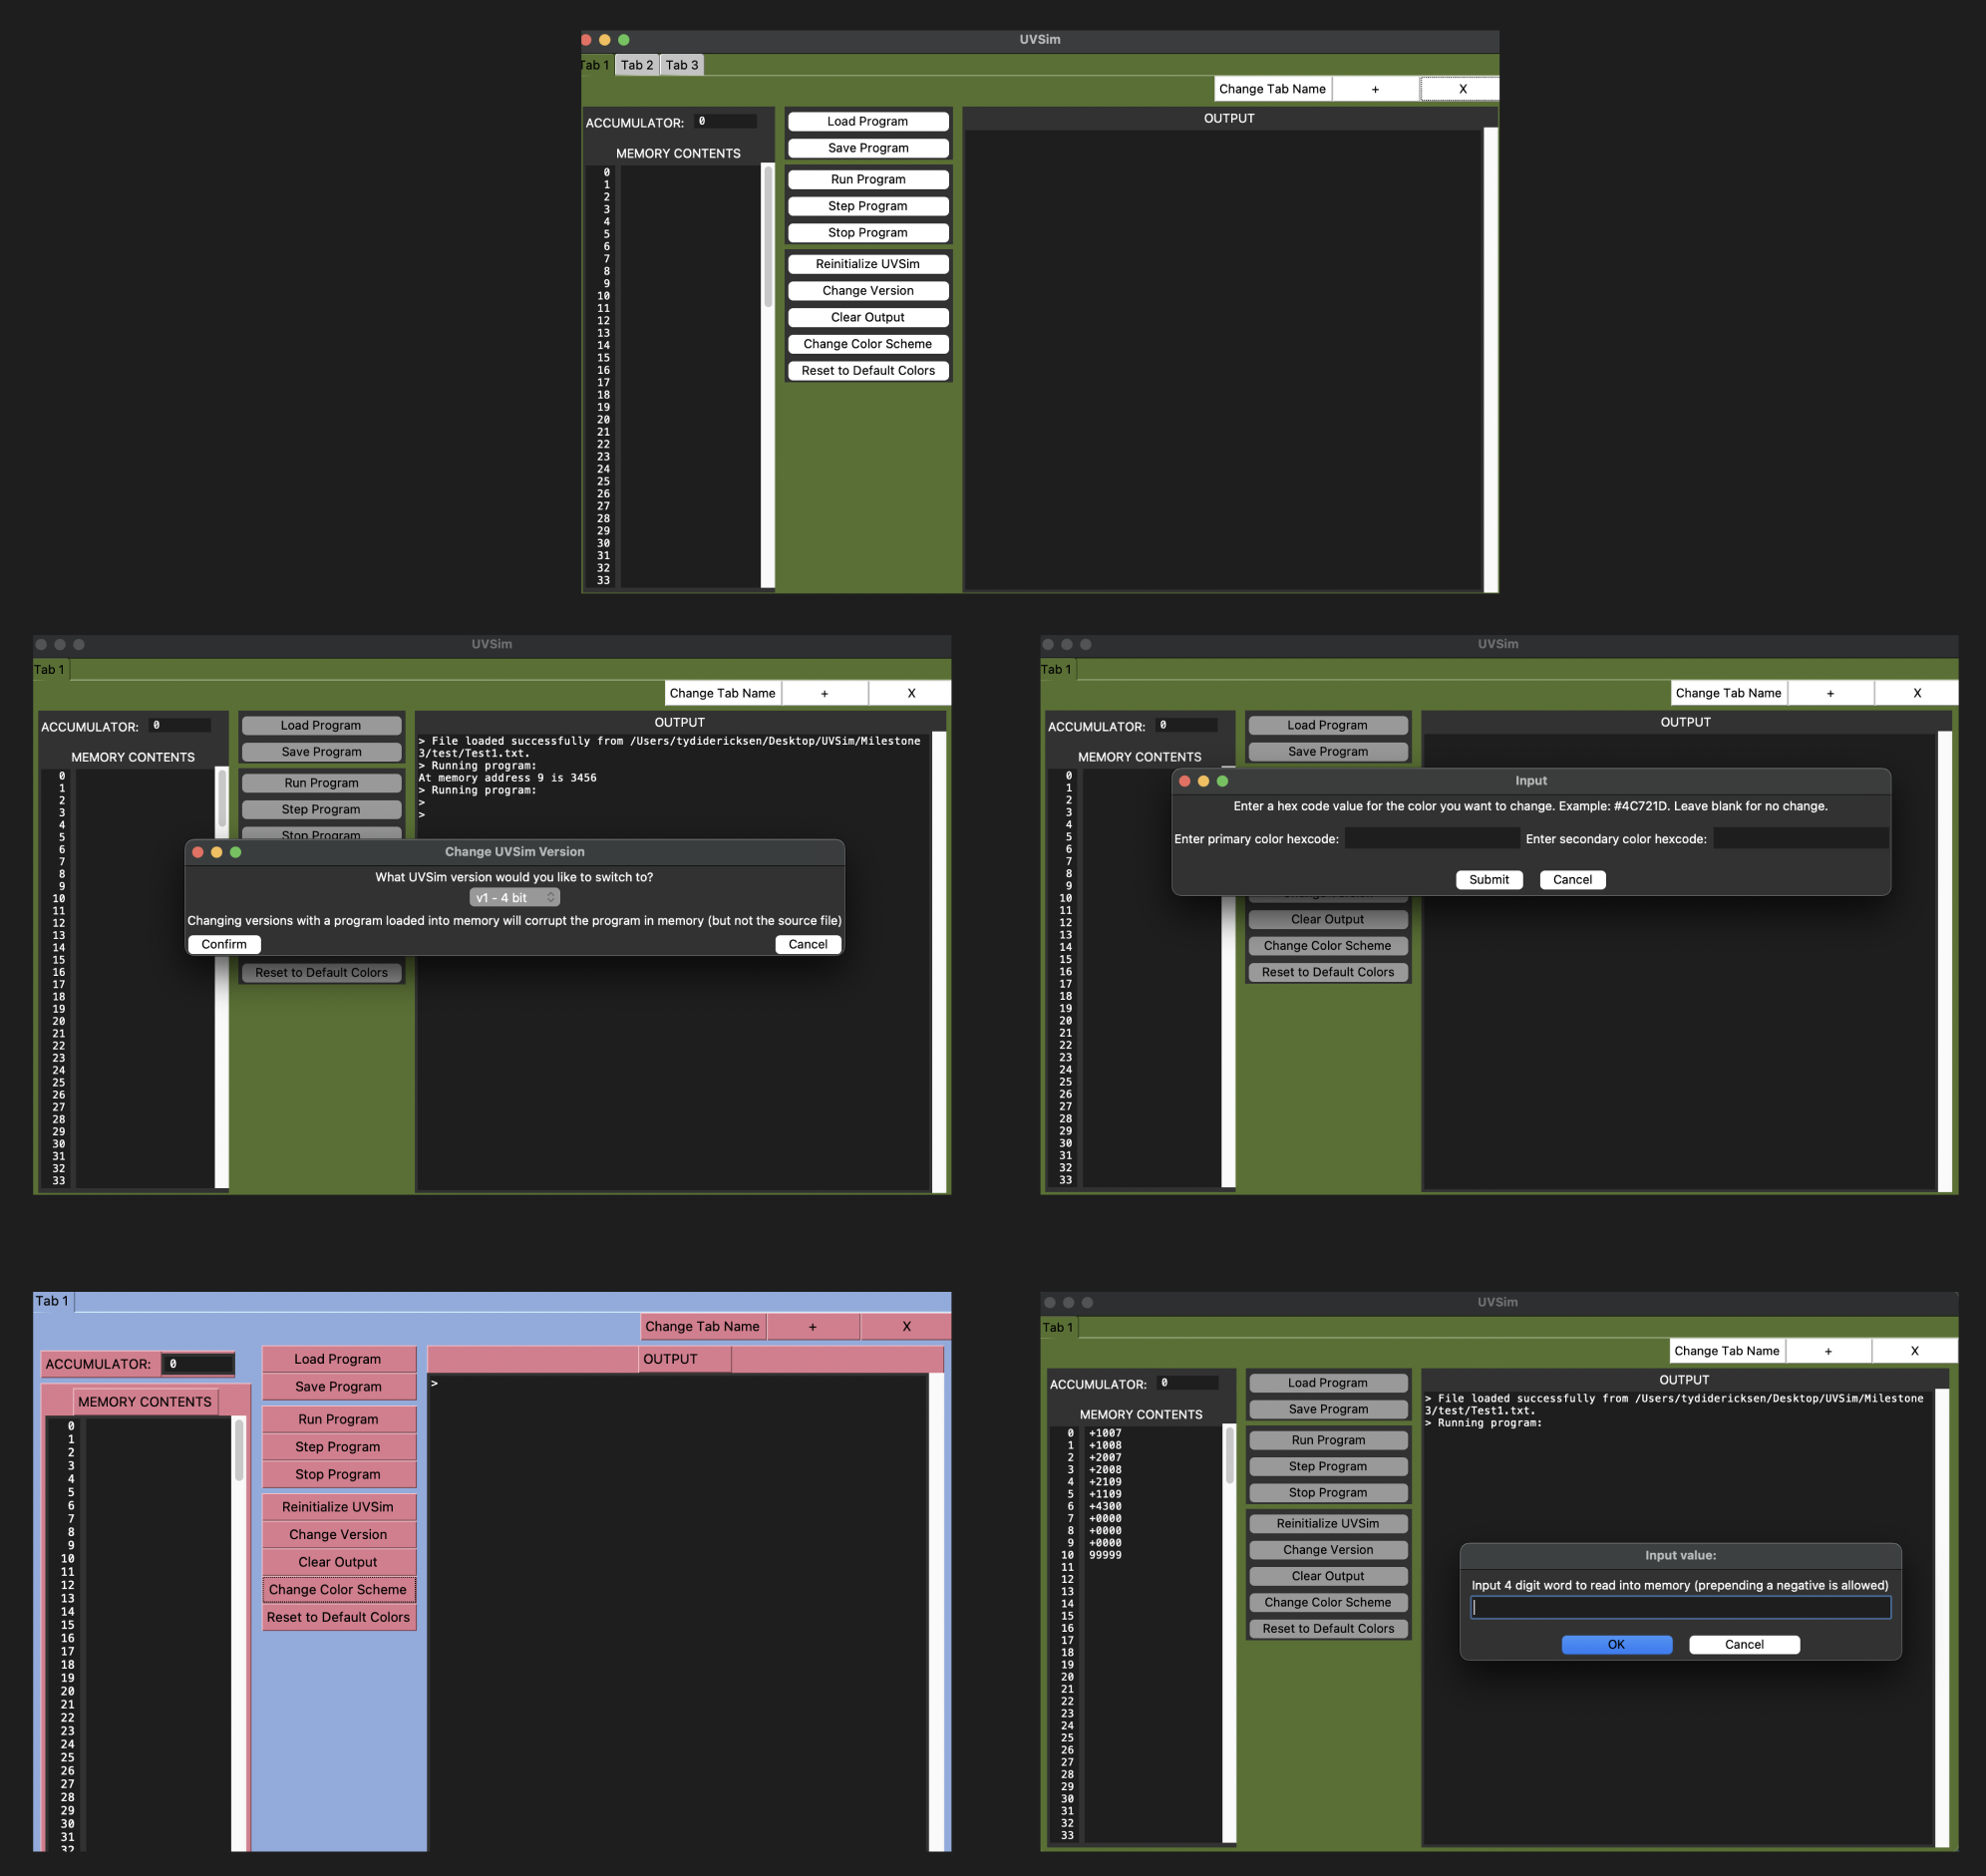 UVSim
Tab 1 Tab 2 Tab 3
Change Tab Name + X
ACCUMULATOR: 0
MEMORY CONTENTS
0
1
2
3
4
5
6
7
8
9
10
11
12
13
14
15
16
17
18
19
20
21
22
23
24
25
26
27
28
29
30
31
32
33
Load Program
Save Program
Run Program
Step Program
Stop Program
Reinitialize UVSim
Change Version
Clear Output
Change Color Scheme
Reset to Default Colors
OUTPUT
UVSim
Tab 1
Change Tab Name + X
ACCUMULATOR: 0
MEMORY CONTENTS
0
1
2
3
4
5
6
7
8
9
10
11
12
13
14
15
16
17
18
19
20
21
22
23
24
25
26
27
28
29
30
31
32
33
Load Program
Save Program
Run Program
Step Program
Stop Program
Reset to Default Colors
OUTPUT
> File loaded successfully from /Users/tydidericksen/Desktop/UVSim/Milestone
3/test/Test1.txt.
> Running program:
At memory address 9 is 3456
> Running program:
>
>
Change UVSim Version
What UVSim version would you like to switch to?
v1 - 4 bit
Changing versions with a program loaded into memory will corrupt the program in memory (but not the source file)
Confirm Cancel
UVSim
Tab 1
Change Tab Name + X
ACCUMULATOR: 0
MEMORY CONTENTS
0
1
2
3
4
5
6
7
8
9
10
11
12
13
14
15
16
17
18
19
20
21
22
23
24
25
26
27
28
29
30
31
32
33
Load Program
Save Program
Change Version
Clear Output
Change Color Scheme
Reset to Default Colors
OUTPUT
Input
Enter a hex code value for the color you want to change. Example: #4C721D. Leave blank for no change.
Enter primary color hexcode: Enter secondary color hexcode:
Submit Cancel
Tab 1
Change Tab Name + X
ACCUMULATOR: 0
MEMORY CONTENTS
0
1
2
3
4
5
6
7
8
9
10
11
12
13
14
15
16
17
18
19
20
21
22
23
24
25
26
27
28
29
30
31
32
Load Program
Save Program
Run Program
Step Program
Stop Program
Reinitialize UVSim
Change Version
Clear Output
Change Color Scheme
Reset to Default Colors
OUTPUT
>
UVSim
Tab 1
Change Tab Name + X
ACCUMULATOR: 0
MEMORY CONTENTS
0 +1007
1 +1008
2 +2007
3 +2008
4 +2109
5 +1109
6 +4300
7 +0000
8 +0000
9 +0000
10 99999
11
12
13
14
15
16
17
18
19
20
21
22
23
24
25
26
27
28
29
30
31
32
33
Load Program
Save Program
Run Program
Step Program
Stop Program
Reinitialize UVSim
Change Version
Clear Output
Change Color Scheme
Reset to Default Colors
OUTPUT
> File loaded successfully from /Users/tydidericksen/Desktop/UVSim/Milestone
3/test/Test1.txt.
> Running program:
Input value:
Input 4 digit word to read into memory (prepending a negative is allowed)
OK Cancel